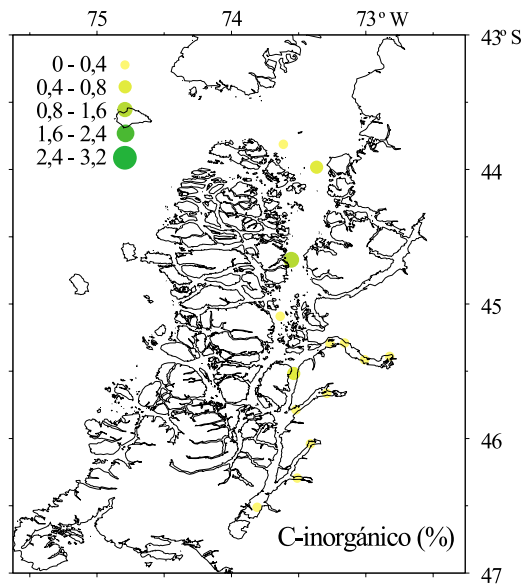 75 74 73º W
43º S
0 - 0,4
0,4 - 0,8
0,8 - 1,6
1,6 - 2,4
2,4 - 3,2
44
45
46
C-inorgánico (%)
47